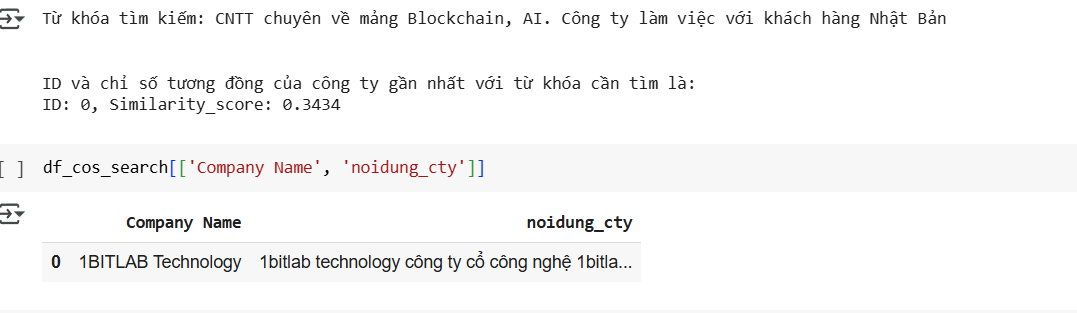 Từ khóa tìm kiếm: CNTT chuyên về mảng Blockchain, AI. Công ty làm việc với khách hàng Nhật Bản
ID và chỉ số tương đồng của công ty gần nhất với từ khóa cần tìm là:
ID: 0, Similarity_score: 0.3434
[ ] df_cos_search[['Company Name', 'noidung_cty']]
Company Name noidung_cty
0 1BITLAB Technology 1bitlab technology công ty cổ công nghệ 1bitla...